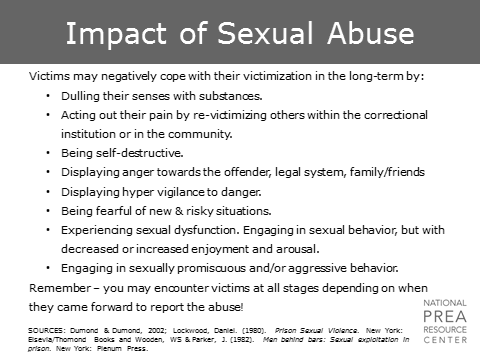 Impact of Sexual Abuse
Victims may negatively cope with their victimization in the long-term by:
• Dulling their senses with substances.
• Acting out their pain by re-victimizing others within the correctional
institution or in the community.
• Being self-destructive.
• Displaying anger towards the offender, legal system, family/friends
• Displaying hyper vigilance to danger.
• Being fearful of new & risky situations.
• Experiencing sexual dysfunction. Engaging in sexual behavior, but with
decreased or increased enjoyment and arousal.
• Engaging in sexually promiscuous and/or aggressive behavior.
Remember – you may encounter victims at all stages depending on when
they came forward to report the abuse!
SOURCES: Dumond & Dumond, 2002; Lockwood, Daniel. (1980). Prison Sexual Violence. New York:
Elsevia/Thomond Books and Wooden, WS & Parker, J. (1982). Men behind bars: Sexual exploitation in
prison. New York: Plenum Press.
NATIONAL
PREA
RESOURCE
CENTER